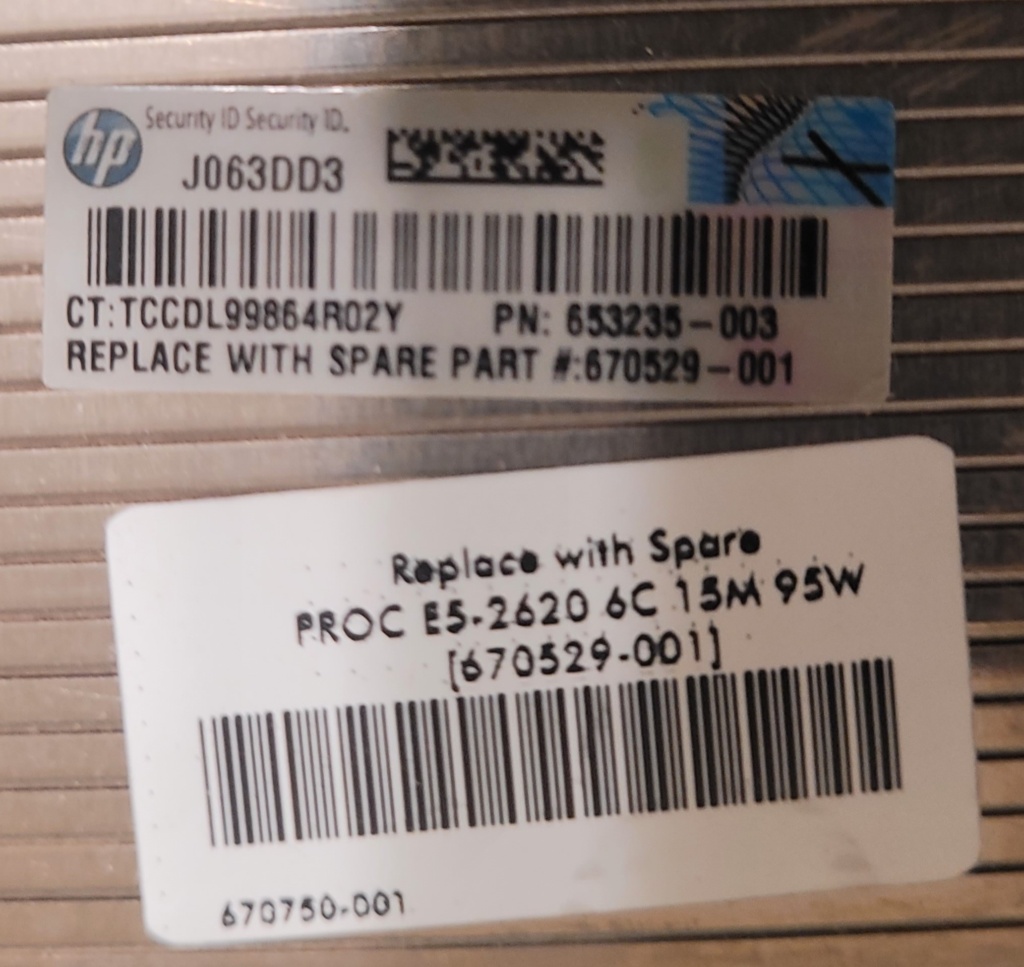 hp
Security ID Security ID.
J063DD3
CT:TCCDL99864R02Y PN: 653235-003
REPLACE WITH SPARE PART #:670529-001
Replace with Spare
PROC E5-2620 6C 15M 95W
[670529-001]
670750-001